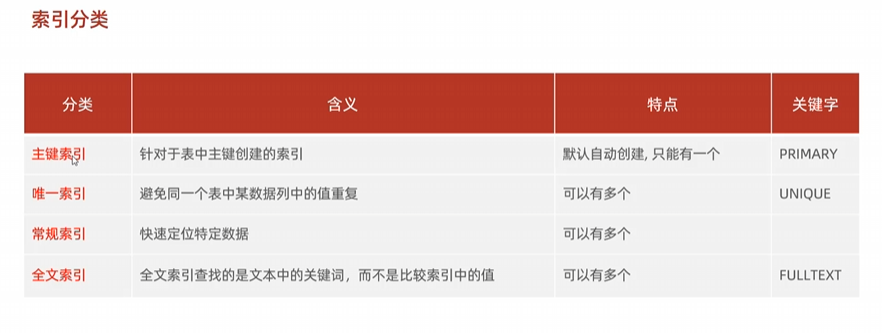 索引分类
分类 含义 特点 关键字
主键索引 针对于表中主键创建的索引 默认自动创建, 只能有一个 PRIMARY
唯一索引 避免同一个表中某数据列中的值重复 可以有多个 UNIQUE
常规索引 快速定位特定数据 可以有多个
全文索引 全文索引查找的是文本中的关键词，而不是比较索引中的值 可以有多个 FULLTEXT